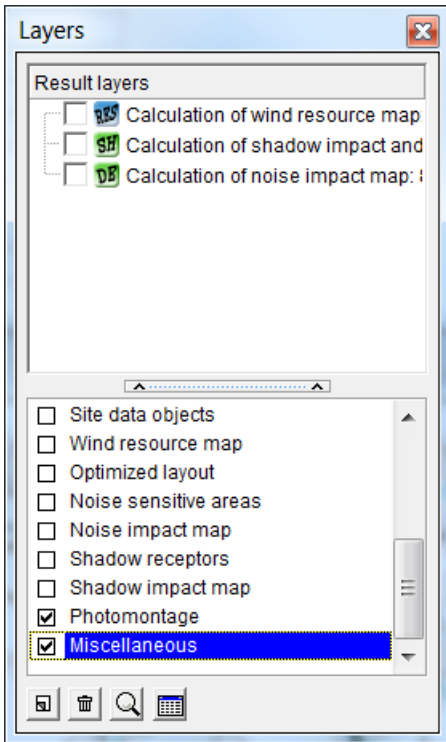 Layers
Result layers
RES Calculation of wind resource map
SH Calculation of shadow impact and
DB Calculation of noise impact map:
Site data objects
Wind resource map
Optimized layout
Noise sensitive areas
Noise impact map
Shadow receptors
Shadow impact map
Photomontage
Miscellaneous